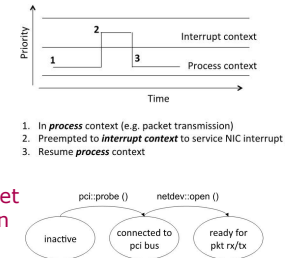 Priority
2
Interrupt context
1
3
Process context
Time
1. In process context (e.g. packet transmission)
2. Preempted to interrupt context to service NIC interrupt
3. Resume process context
et
n
pci::probe ()
netdev::open ()
inactive
connected to
pci bus
ready for
pkt rx/tx